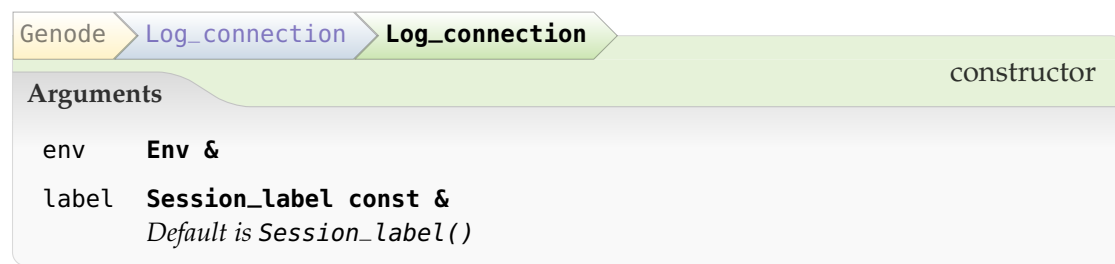 Genode Log_connection Log_connection
constructor
Arguments
env Env &
label Session_label const &
Default is Session_label()